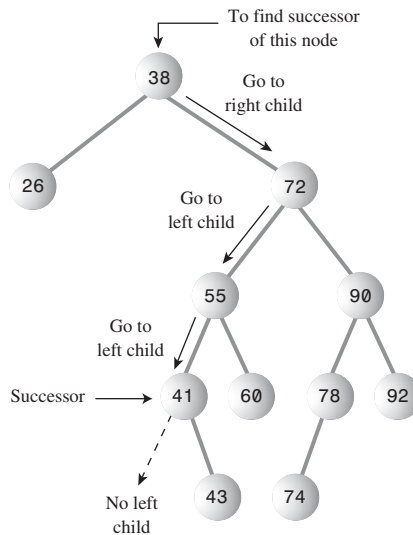 To find successor
of this node
38
Go to
right child
26
72
Go to
left child
55
90
Go to
left child
Successor
41
60
78
92
No left
child
43
74